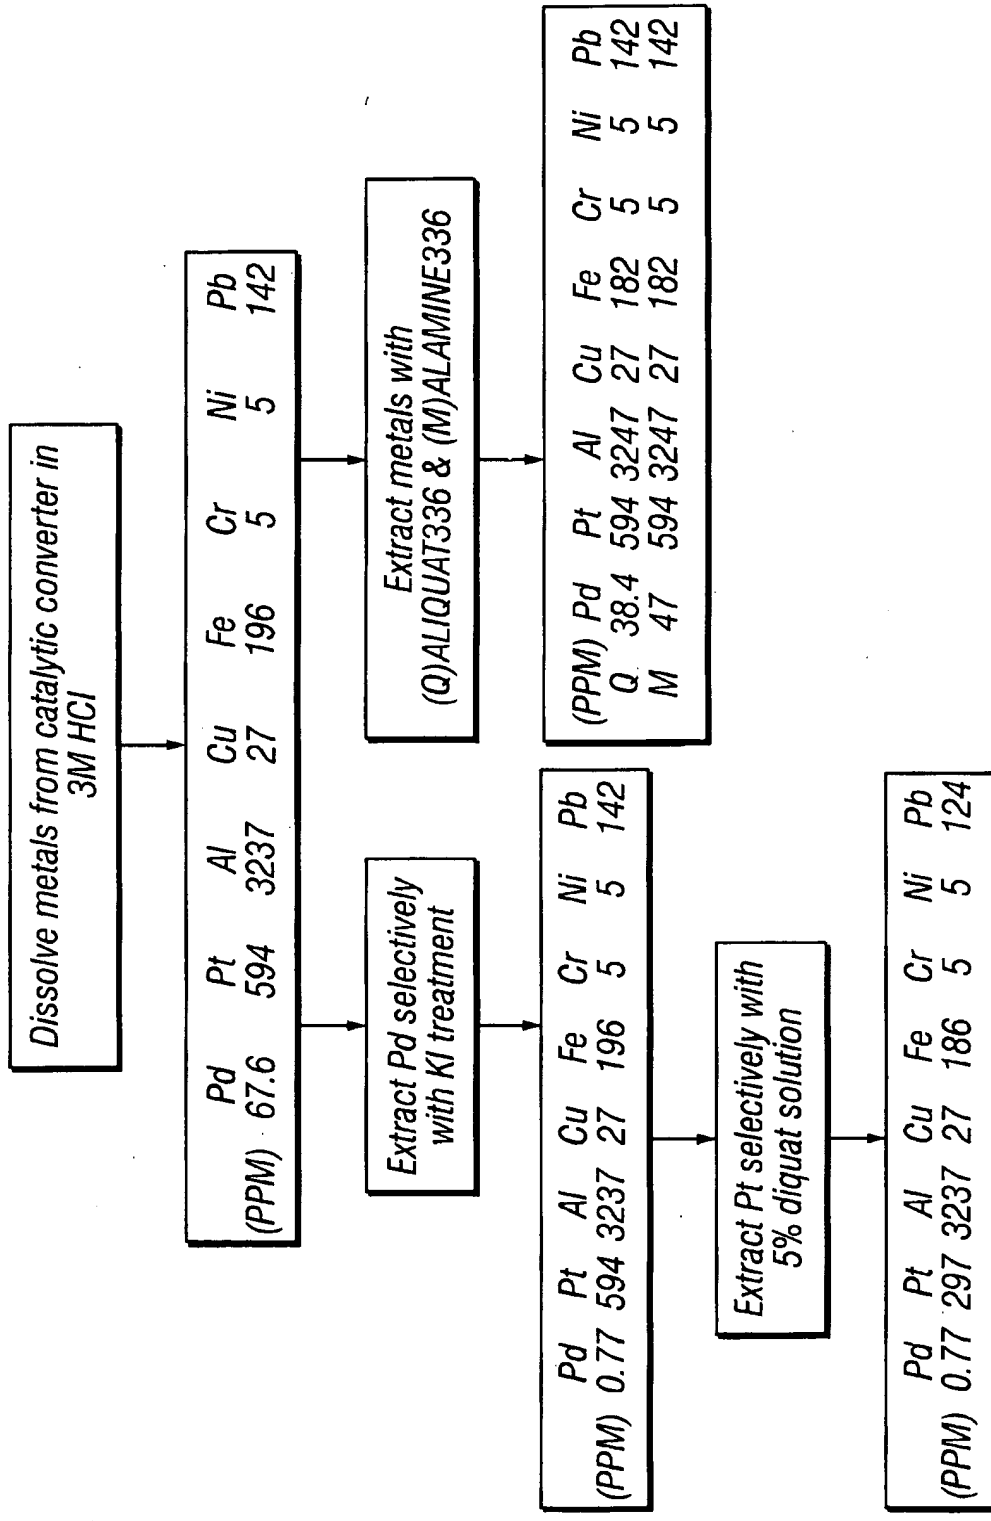 Dissolve metals from catalytic converter in
3M HCl
Pd Pt Al Cu Fe Cr Ni Pb
(PPM) 67.6 594 3237 27 196 5 5 142
Extract Pd selectively
with KI treatment
Pd Pt Al Cu Fe Cr Ni Pb
(PPM) 0.77 594 3237 27 196 5 5 142
Extract Pt selectively with
5% diquat solution
Pd Pt Al Cu Fe Cr Ni Pb
(PPM) 0.77 297 3237 27 186 5 5 124
Extract metals with
(Q)ALIQUAT336 & (M)ALAMINE336
(PPM) Pd Pt Al Cu Fe Cr Ni Pb
Q 38.4 594 3247 27 182 5 5 142
M 47 594 3247 27 182 5 5 142